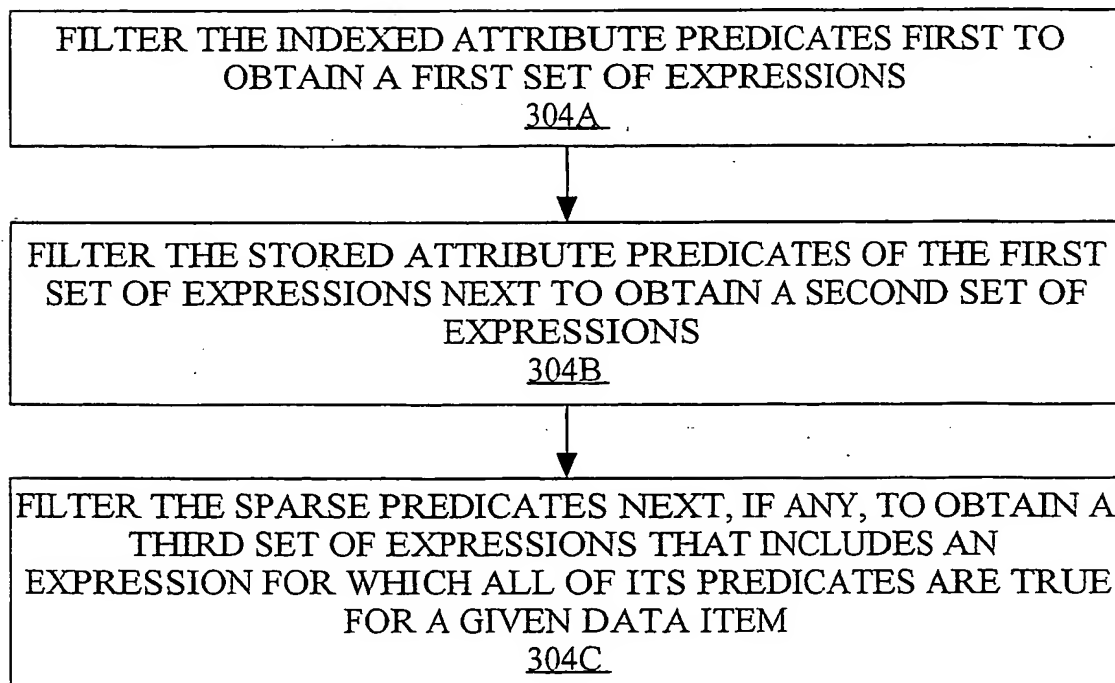 FILTER THE INDEXED ATTRIBUTE PREDICATES FIRST TO
OBTAIN A FIRST SET OF EXPRESSIONS
304A
FILTER THE STORED ATTRIBUTE PREDICATES OF THE FIRST
SET OF EXPRESSIONS NEXT TO OBTAIN A SECOND SET OF
EXPRESSIONS
304B
FILTER THE SPARSE PREDICATES NEXT, IF ANY, TO OBTAIN A
THIRD SET OF EXPRESSIONS THAT INCLUDES AN
EXPRESSION FOR WHICH ALL OF ITS PREDICATES ARE TRUE
FOR A GIVEN DATA ITEM
304C